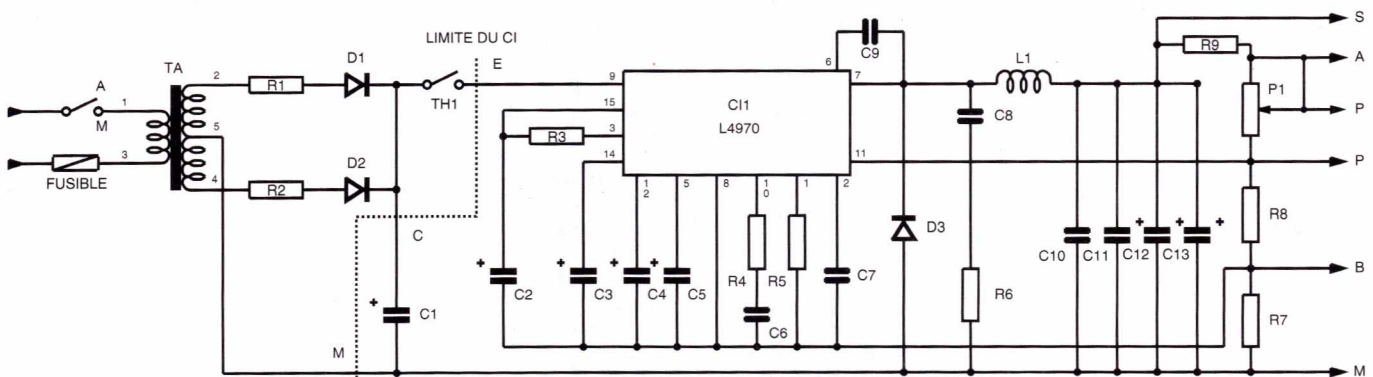 LIMITE DU CI
TA
A
M
1
3
FUSIBLE
2
5
4
R1
D1
R2
D2
TH1
E
C
M
C1
9
15
3
14
R3
CI1
L4970
6
7
11
1
2
5
8
1
0
1
2
C9
C2
C3
C4
C5
R4
C6
R5
C7
D3
C8
R6
L1
C10
C11
C12
C13
R9
P1
R8
R7
S
A
P
P
B
M
+
+
+
+
+
+
+
+